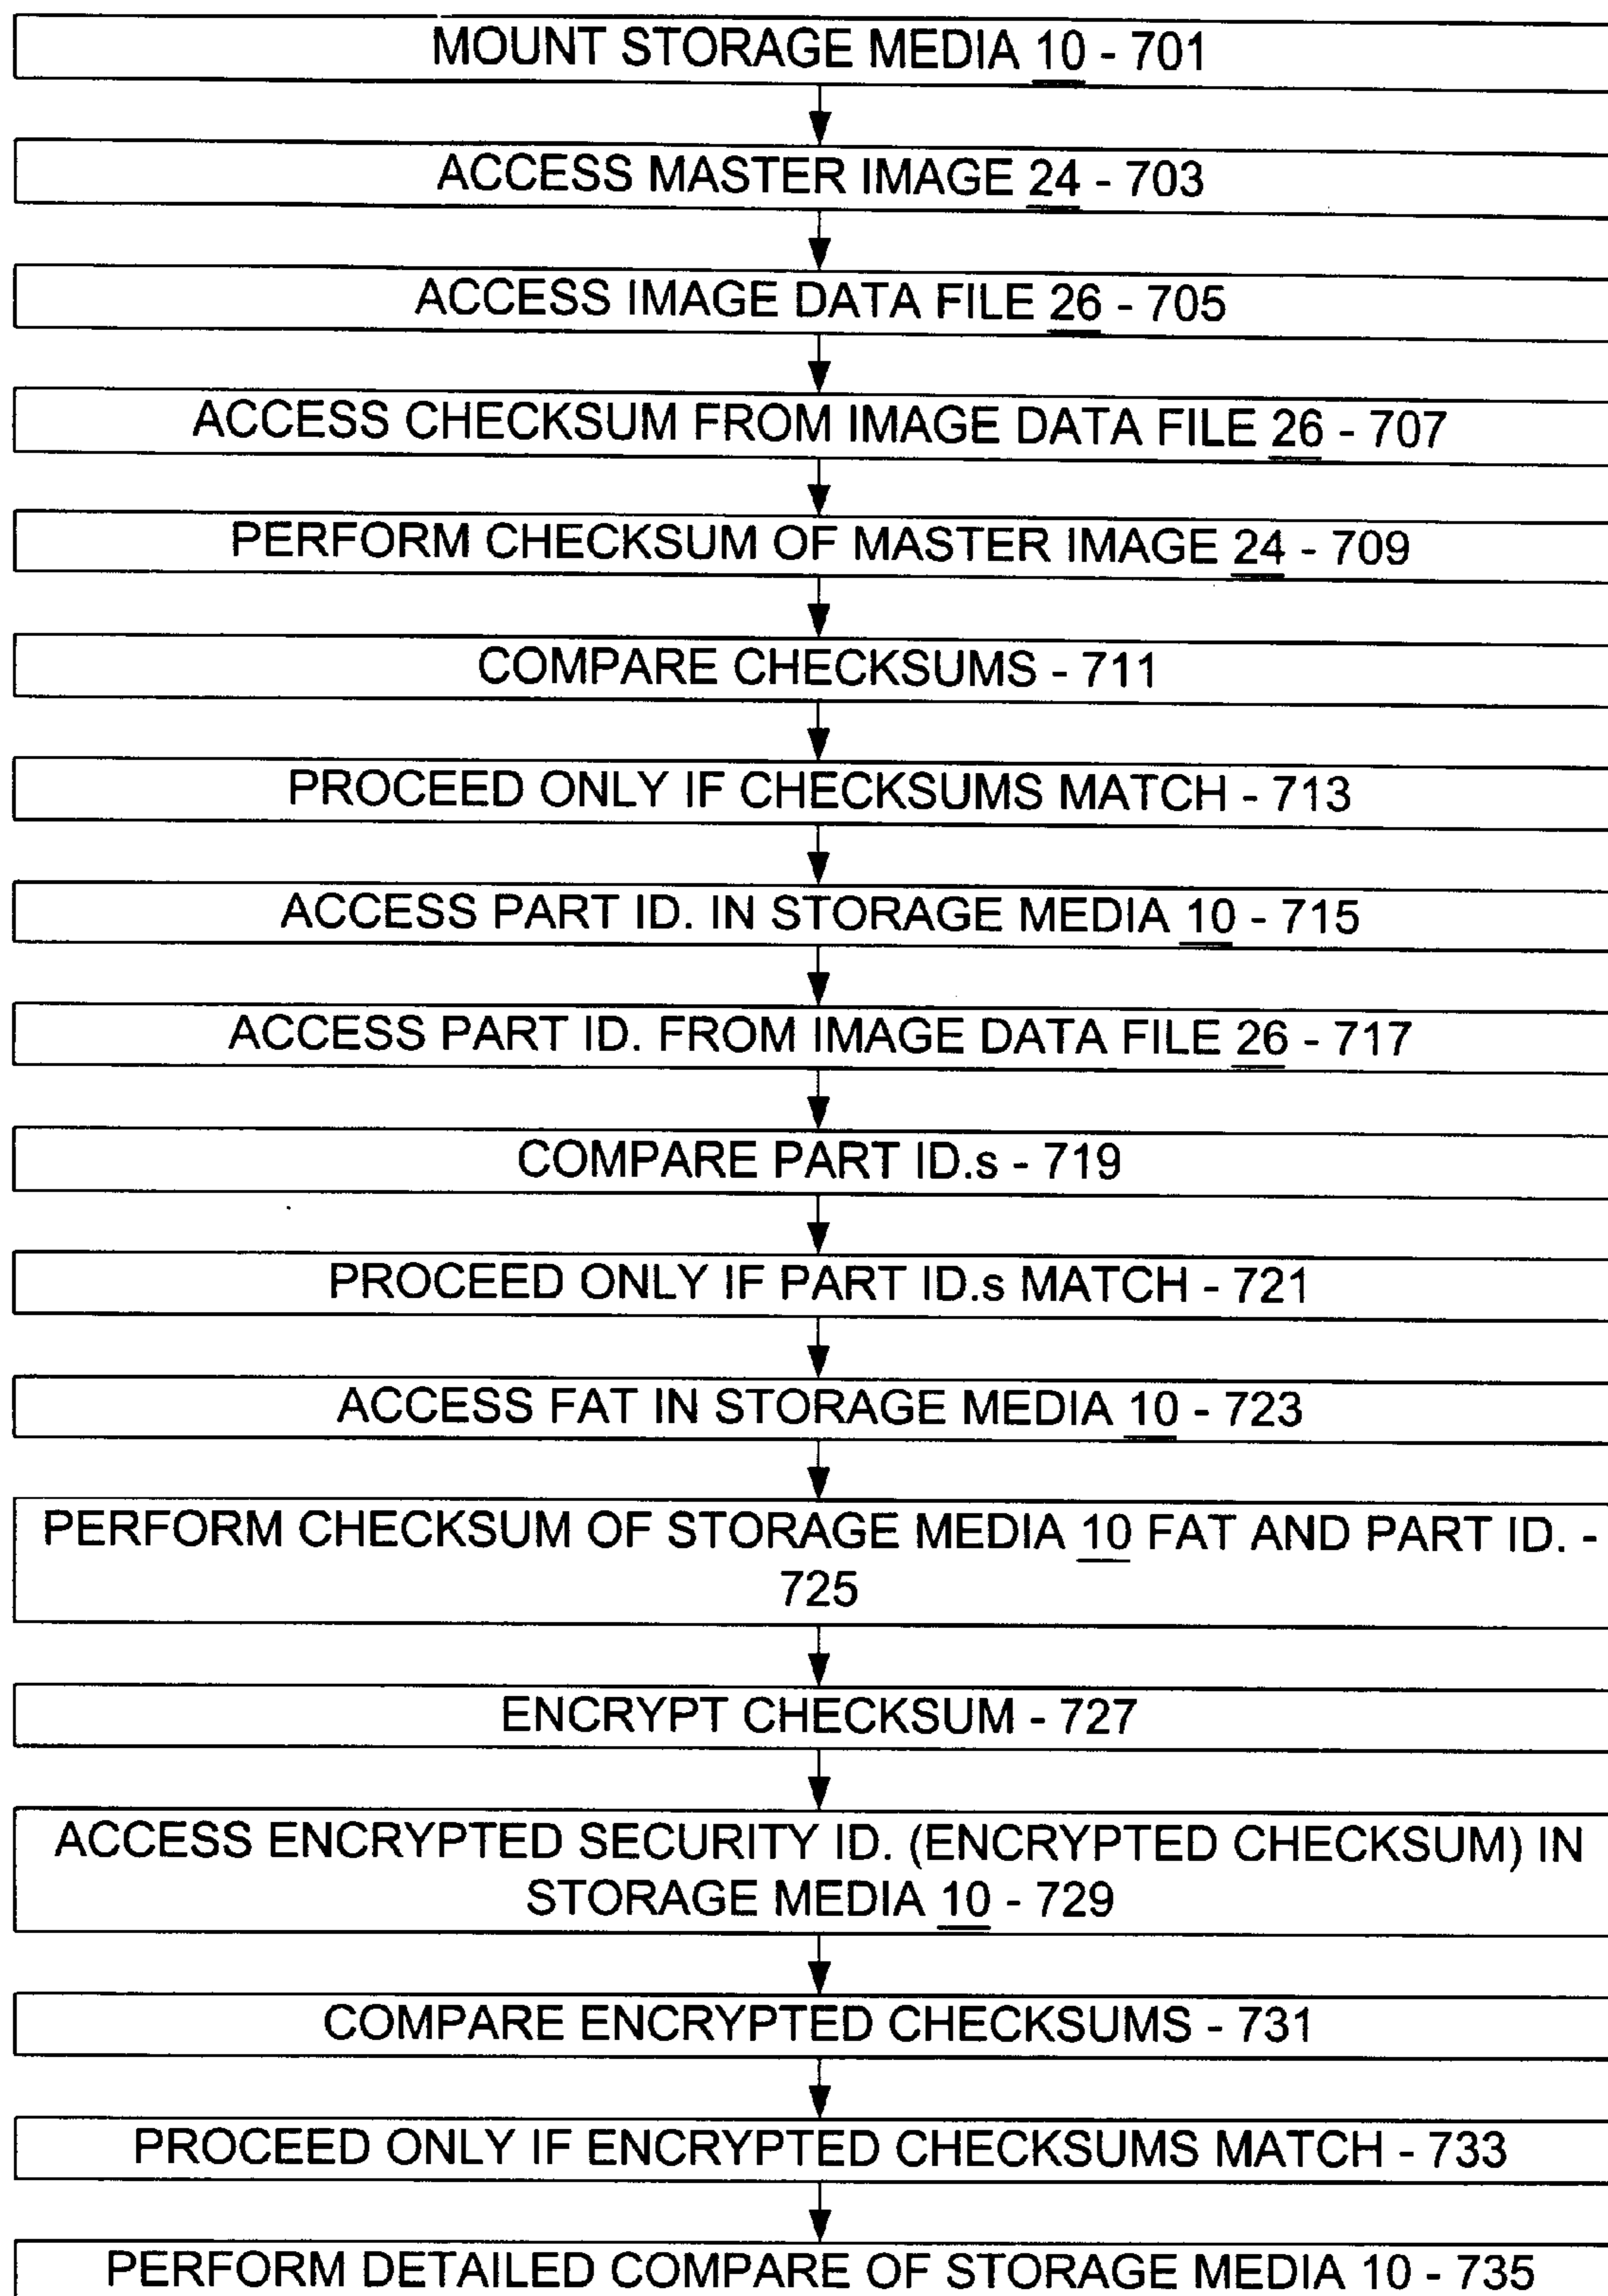 MOUNT STORAGE MEDIA 10 - 701
ACCESS MASTER IMAGE 24 - 703
ACCESS IMAGE DATA FILE 26 - 705
ACCESS CHECKSUM FROM IMAGE DATA FILE 26 - 707
PERFORM CHECKSUM OF MASTER IMAGE 24 - 709
COMPARE CHECKSUMS - 711
PROCEED ONLY IF CHECKSUMS MATCH - 713
ACCESS PART ID. IN STORAGE MEDIA 10 - 715
ACCESS PART ID. FROM IMAGE DATA FILE 26 - 717
COMPARE PART ID.s - 719
PROCEED ONLY IF PART ID.s MATCH - 721
ACCESS FAT IN STORAGE MEDIA 10 - 723
PERFORM CHECKSUM OF STORAGE MEDIA 10 FAT AND PART ID. -
725
ENCRYPT CHECKSUM - 727
ACCESS ENCRYPTED SECURITY ID. (ENCRYPTED CHECKSUM) IN
STORAGE MEDIA 10 - 729
COMPARE ENCRYPTED CHECKSUMS - 731
PROCEED ONLY IF ENCRYPTED CHECKSUMS MATCH - 733
PERFORM DETAILED COMPARE OF STORAGE MEDIA 10 - 735